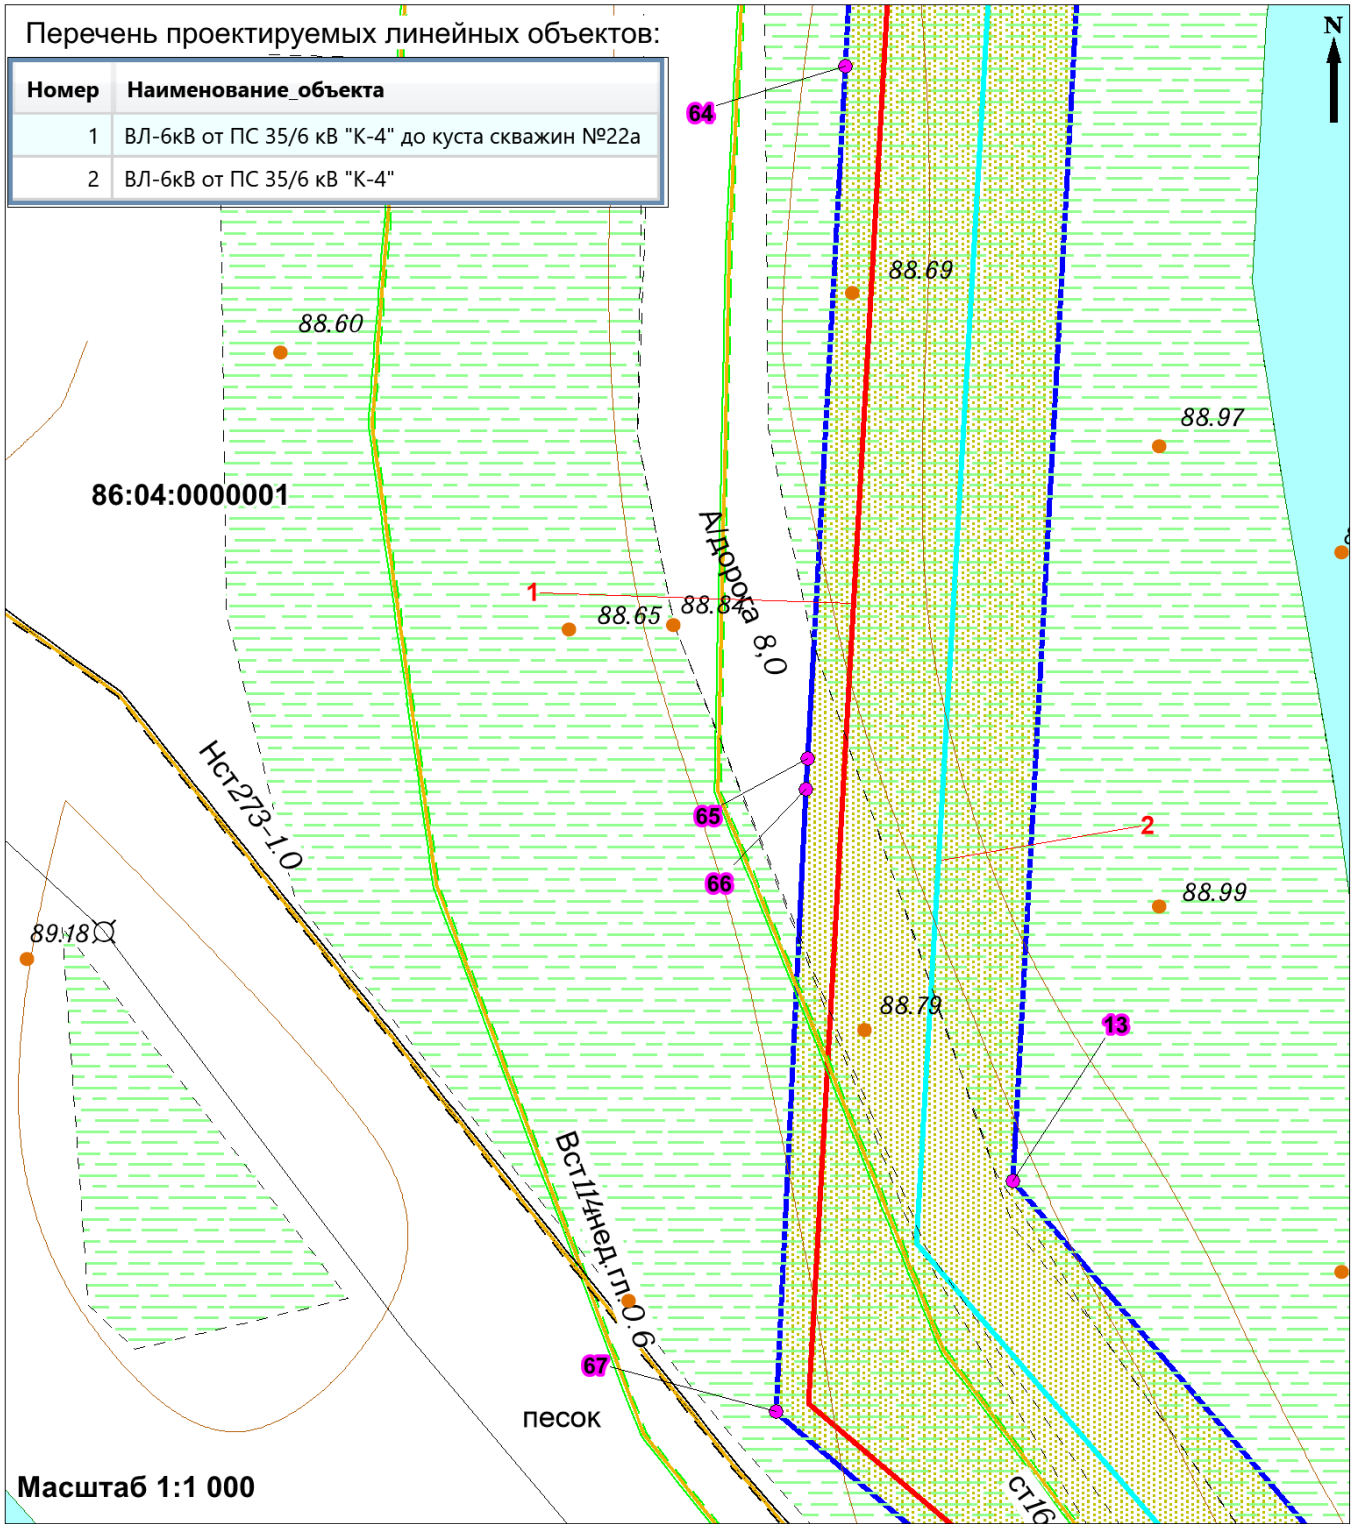 Перечень проектируемых линейных объектов:
N
Номер Наименование_объекта
1 ВЛ-6кВ от ПС 35/6 кВ "К-4" до куста скважин №22а
2 ВЛ-6кВ от ПС 35/6 кВ "К-4"
64
88.69
88.60
88.97
86:04:0000001
А/дорога 8,0
1
88.65
88.84
Нст273-1.0
65
2
66
88.99
89.18
88.79
13
Вст114нед.гл.0.6
67
песок
Масштаб 1:1 000
ст16